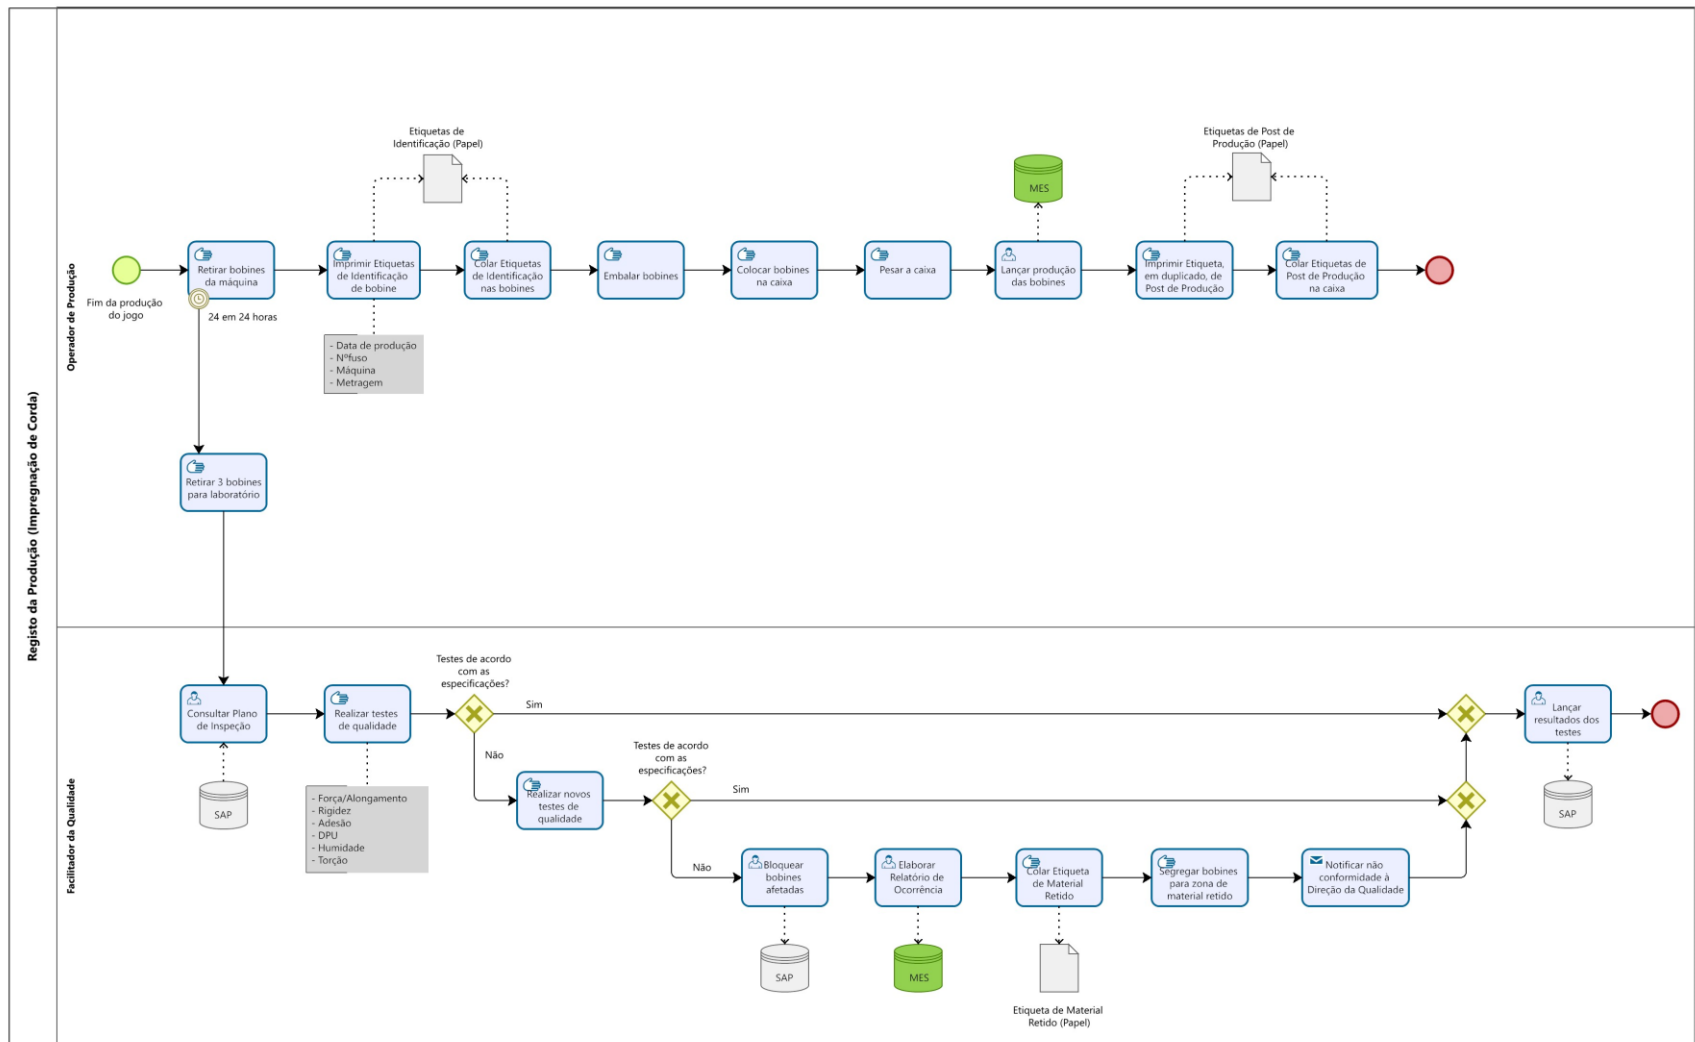 Registo da Produção (Impregnação de Corda)
Operador de Produção
Etiquetas de
Identificação (Papel)
Etiquetas de Post de
Produção (Papel)
MES
Fim da produção
do jogo
Retirar bobines
da máquina
24 em 24 horas
Imprimir Etiquetas
de Identificação
de bobine
Colar Etiquetas
de Identificação
nas bobines
Embalar bobines
Colocar bobines
na caixa
Pesar a caixa
Lançar produção
das bobines
Imprimir Etiqueta,
em duplicado, de
Post de Produção
Colar Etiquetas de
Post de Produção
na caixa
- Data de produção
- Nºfuso
- Máquina
- Metragem
Retirar 3 bobines
para laboratório
Facilitador da Qualidade
Consultar Plano
de Inspeção
SAP
Realizar testes
de qualidade
- Força/Alongamento
- Rigidez
- Adesão
- DPU
- Humidade
- Torção
Testes de acordo
com as
especificações?
Sim
Não
Realizar novos
testes de
qualidade
Testes de acordo
com as
especificações?
Sim
Não
Bloquear
bobines
afetadas
SAP
Elaborar
Relatório de
Ocorrência
MES
Colar Etiqueta
de Material
Retido
Etiqueta de Material
Retido (Papel)
Segregar bobines
para zona de
material retido
Notificar não
conformidade à
Direção da Qualidade
Lançar
resultados dos
testes
SAP